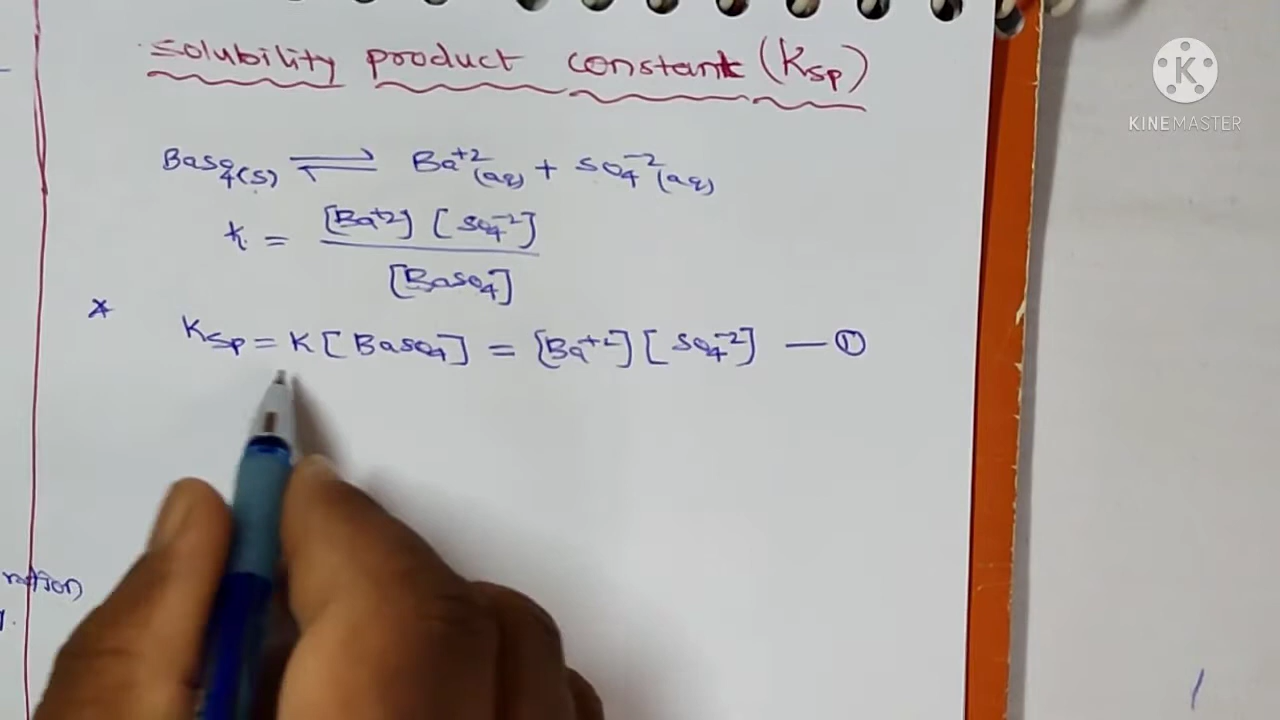 solubility product constant (Ksp)
BaSO4(s) ⇌ Ba+2(aq) + SO4-2(aq)
K = [Ba+2] [SO4-2]
[BaSO4]
* Ksp = K [BaSO4] = [Ba+2] [SO4-2] — ①
KINEMASTER